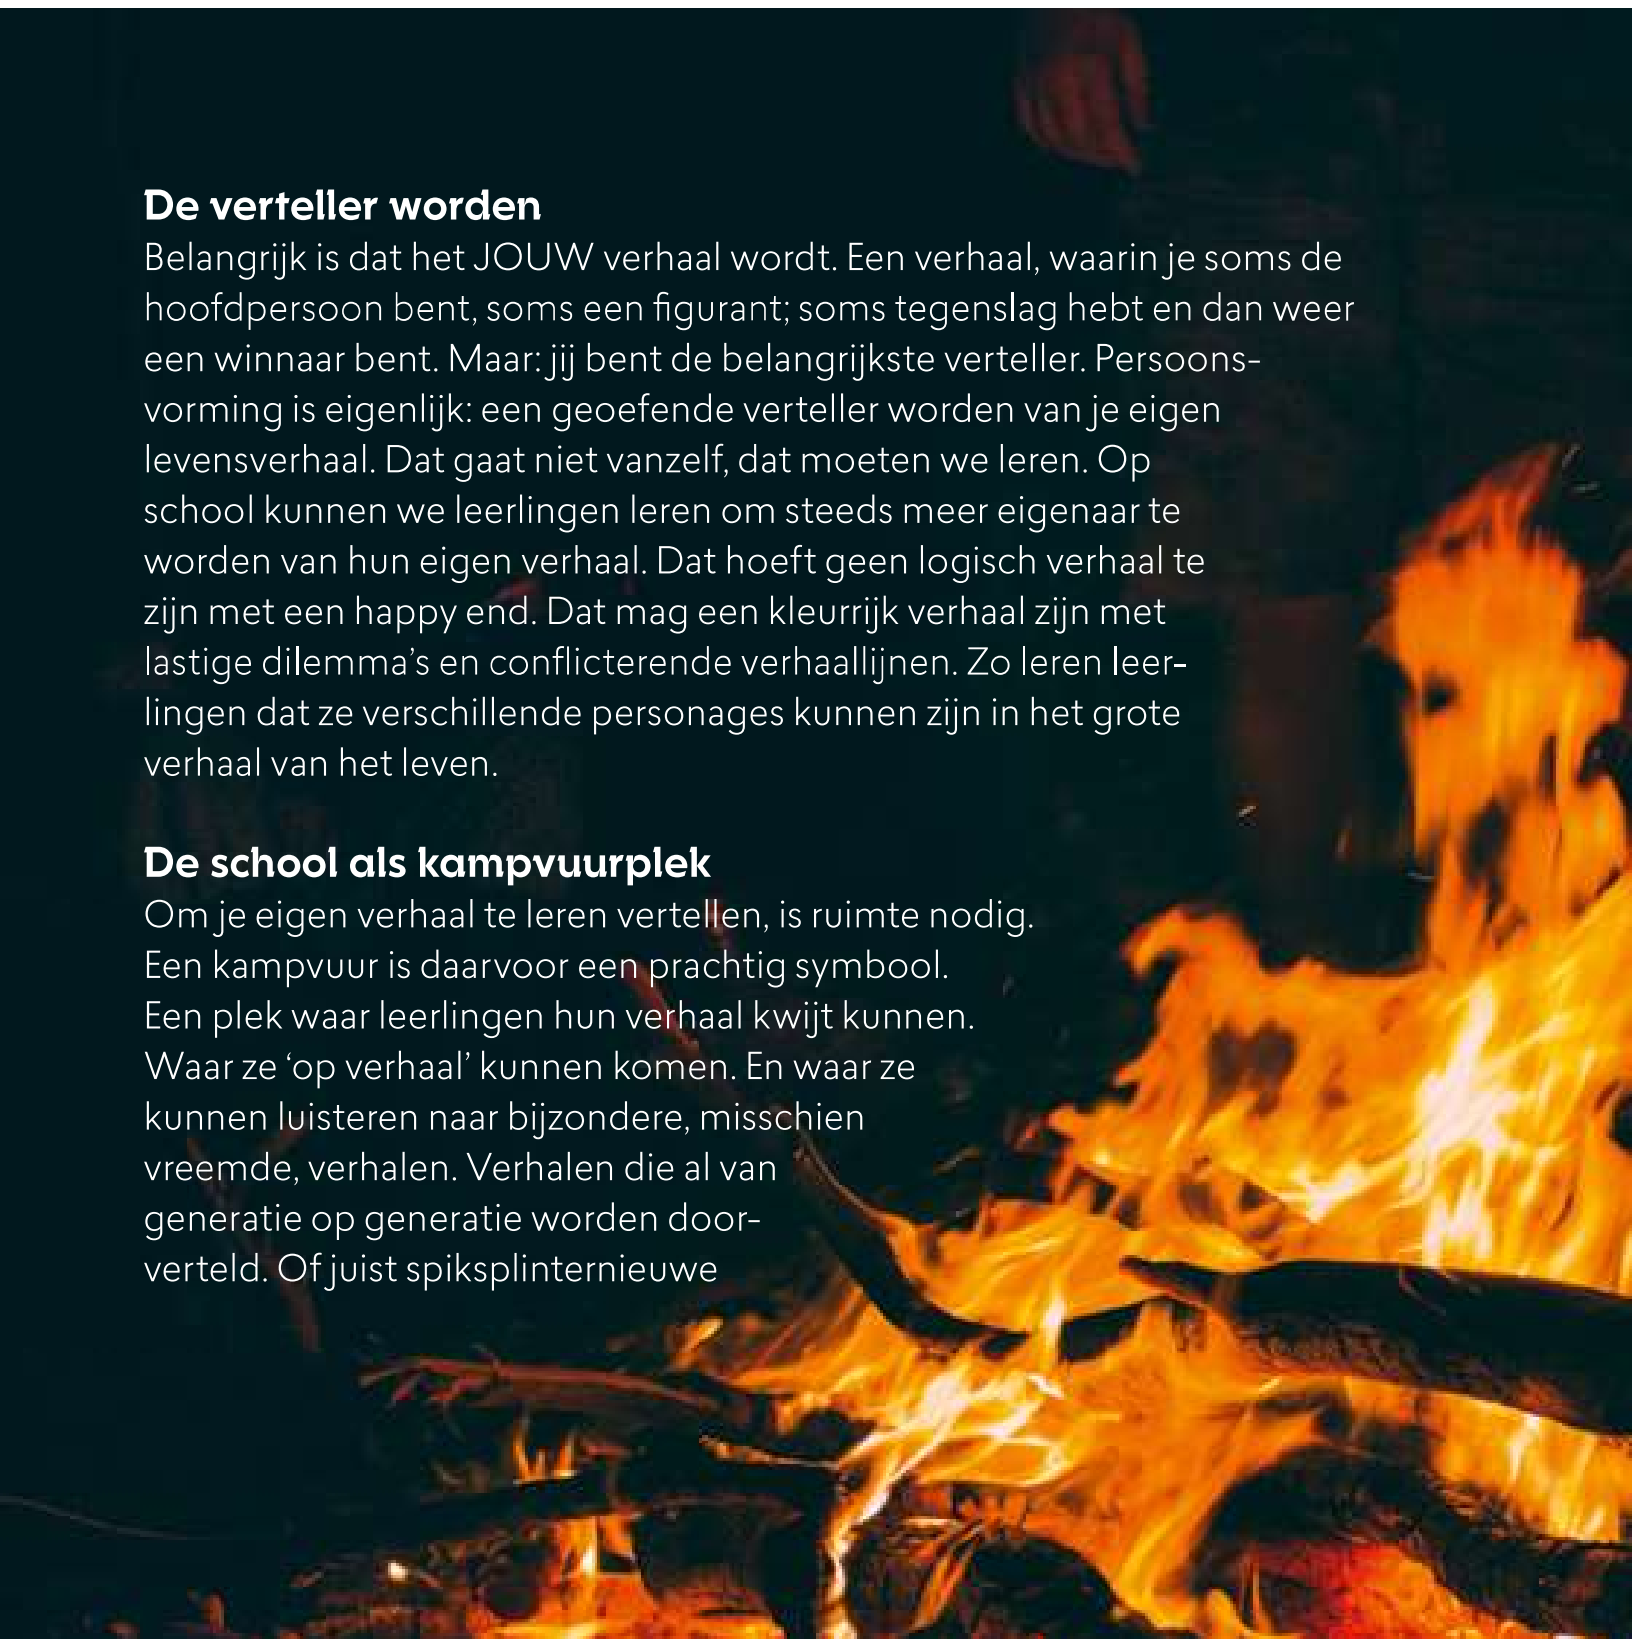 De verteller worden
Belangrijk is dat het JOUW verhaal wordt. Een verhaal, waarin je soms de
hoofdpersoon bent, soms een figurant; soms tegenslag hebt en dan weer
een winnaar bent. Maar: jij bent de belangrijkste verteller. Persoons-
vorming is eigenlijk: een geoefende verteller worden van je eigen
levensverhaal. Dat gaat niet vanzelf, dat moeten we leren. Op
school kunnen we leerlingen leren om steeds meer eigenaar te
worden van hun eigen verhaal. Dat hoeft geen logisch verhaal te
zijn met een happy end. Dat mag een kleurrijk verhaal zijn met
lastige dilemma’s en conflicterende verhaallijnen. Zo leren leer-
lingen dat ze verschillende personages kunnen zijn in het grote
verhaal van het leven.
De school als kampvuurplek
Om je eigen verhaal te leren vertellen, is ruimte nodig.
Een kampvuur is daarvoor een prachtig symbool.
Een plek waar leerlingen hun verhaal kwijt kunnen.
Waar ze ‘op verhaal’ kunnen komen. En waar ze
kunnen luisteren naar bijzondere, misschien
vreemde, verhalen. Verhalen die al van
generatie op generatie worden door-
verteld. Of juist spiksplinternieuwe